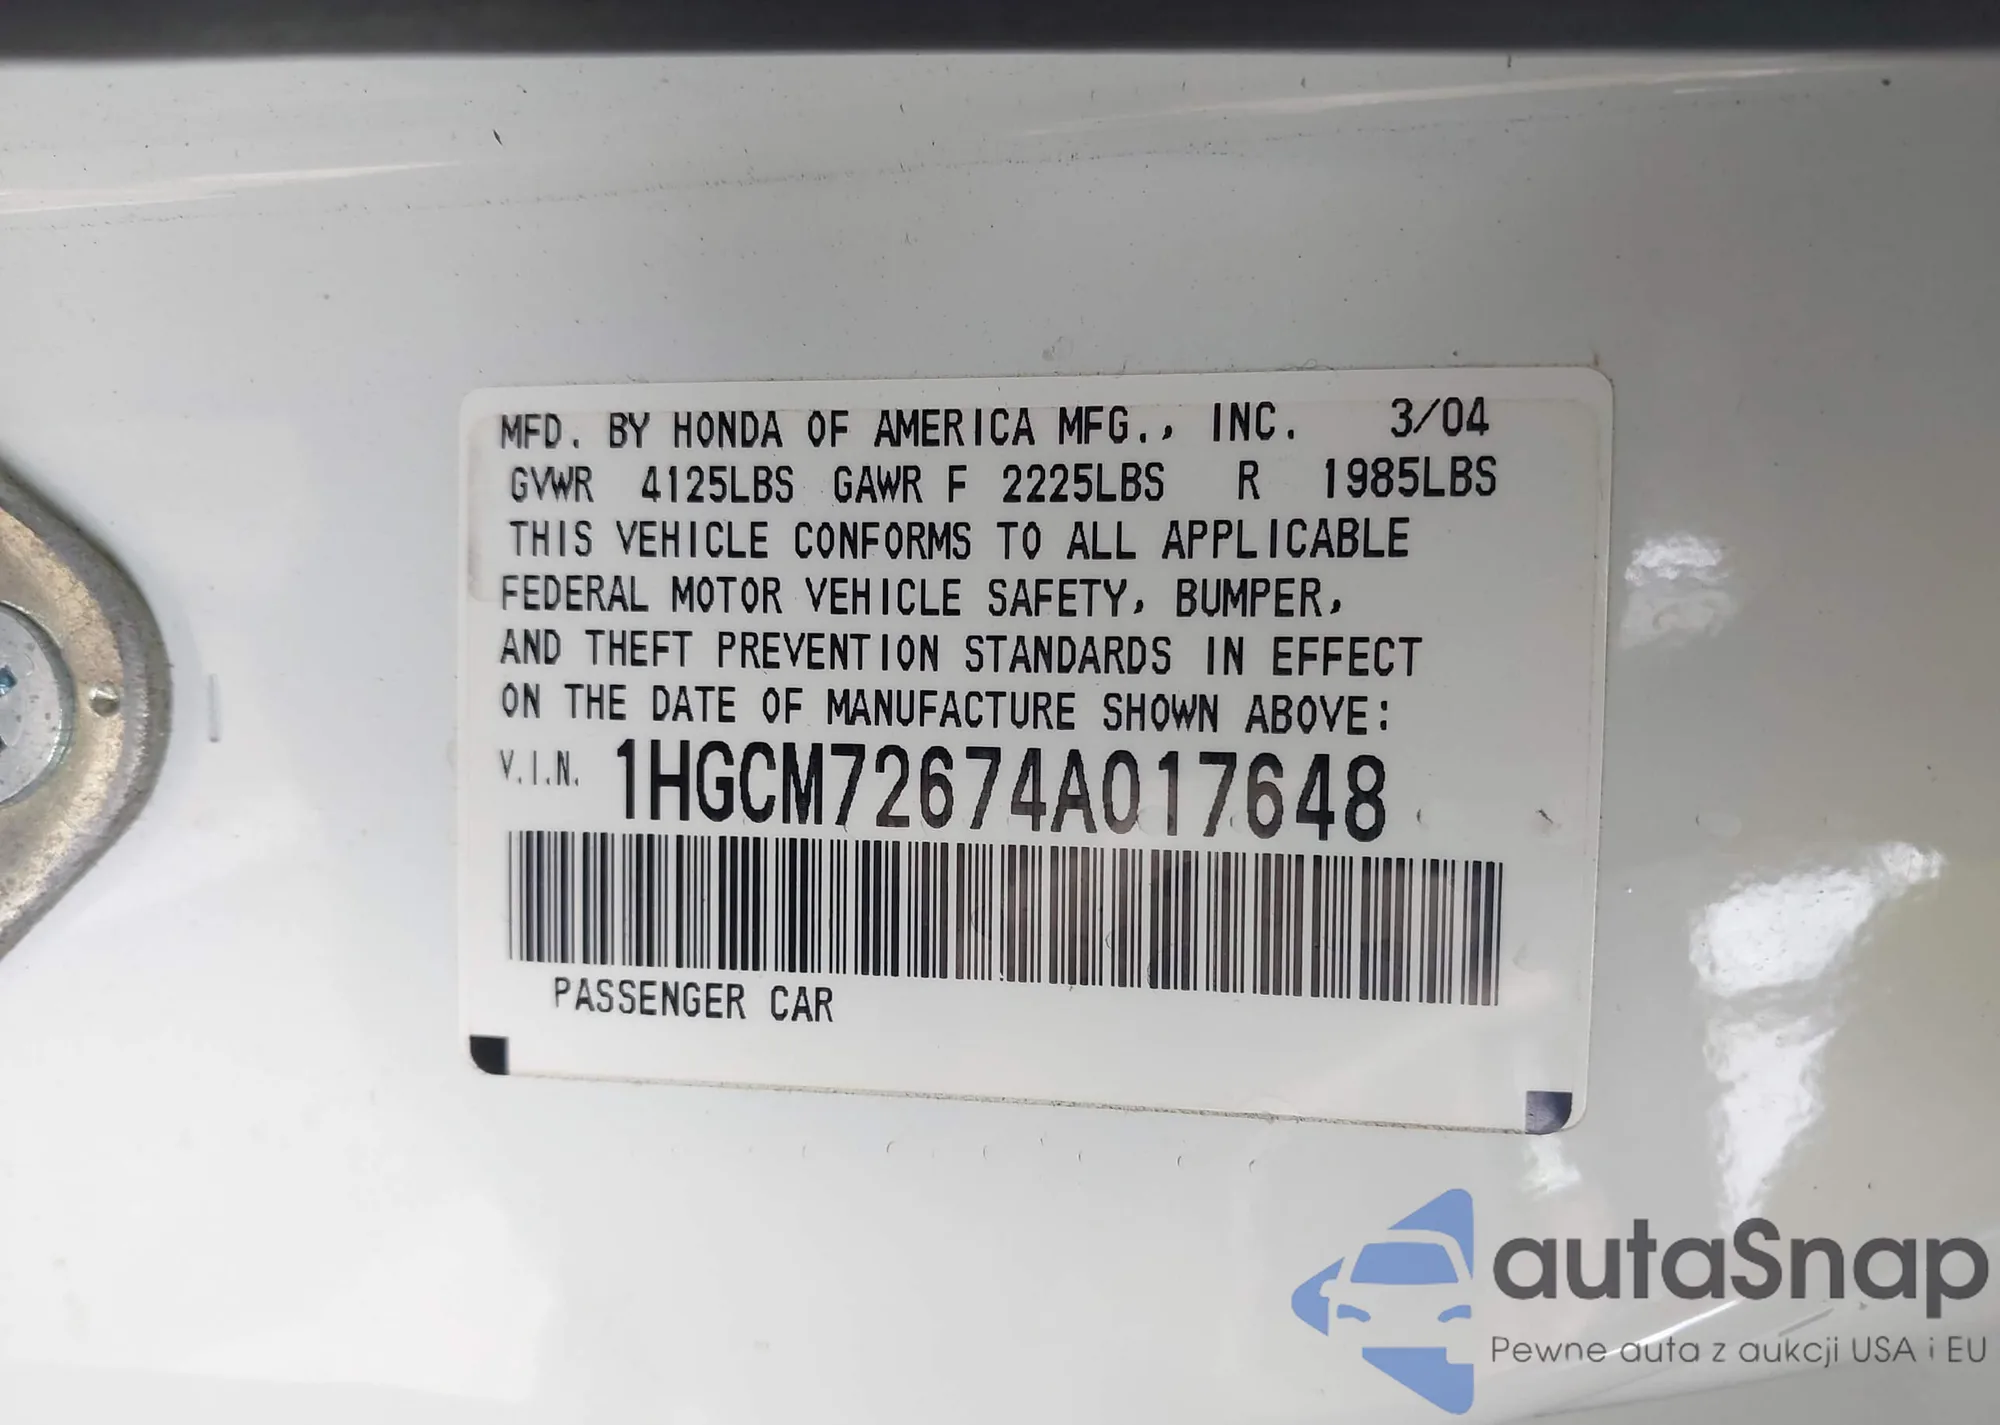 MFD. BY HONDA OF AMERICA MFG., INC. 3/04
GVWR 4125LBS GAWR F 2225LBS R 1985LBS
THIS VEHICLE CONFORMS TO ALL APPLICABLE
FEDERAL MOTOR VEHICLE SAFETY, BUMPER,
AND THEFT PREVENTION STANDARDS IN EFFECT
ON THE DATE OF MANUFACTURE SHOWN ABOVE:
V.I.N. 1HGCM72674A017648
PASSENGER CAR
autaSnap
Pewne auta z aukcji USA i EU